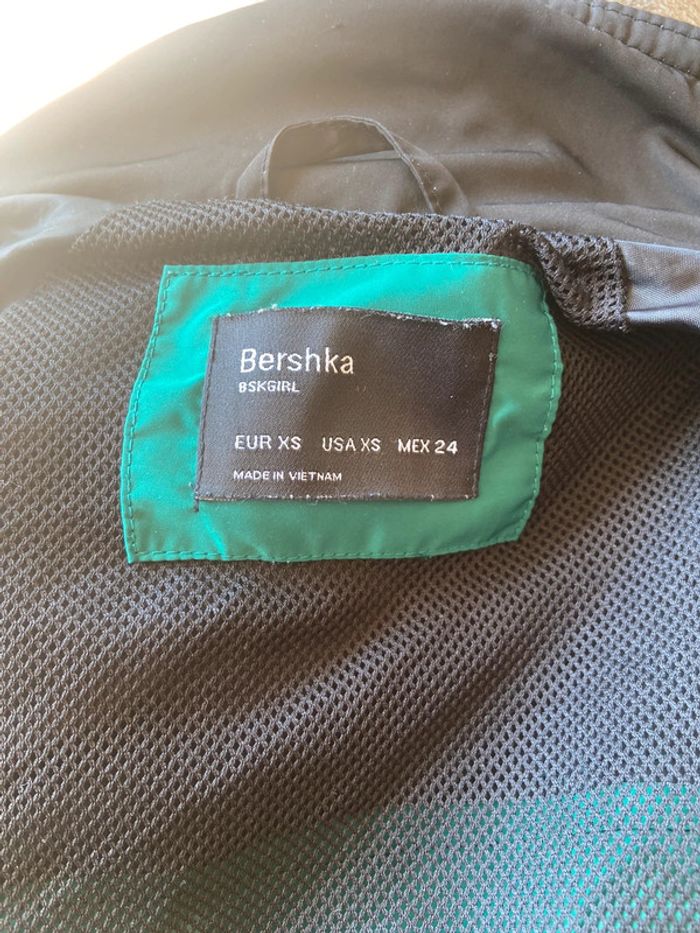 Bershka
BSKGIRL
EUR XS USA XS MEX 24
MADE IN VIETNAM